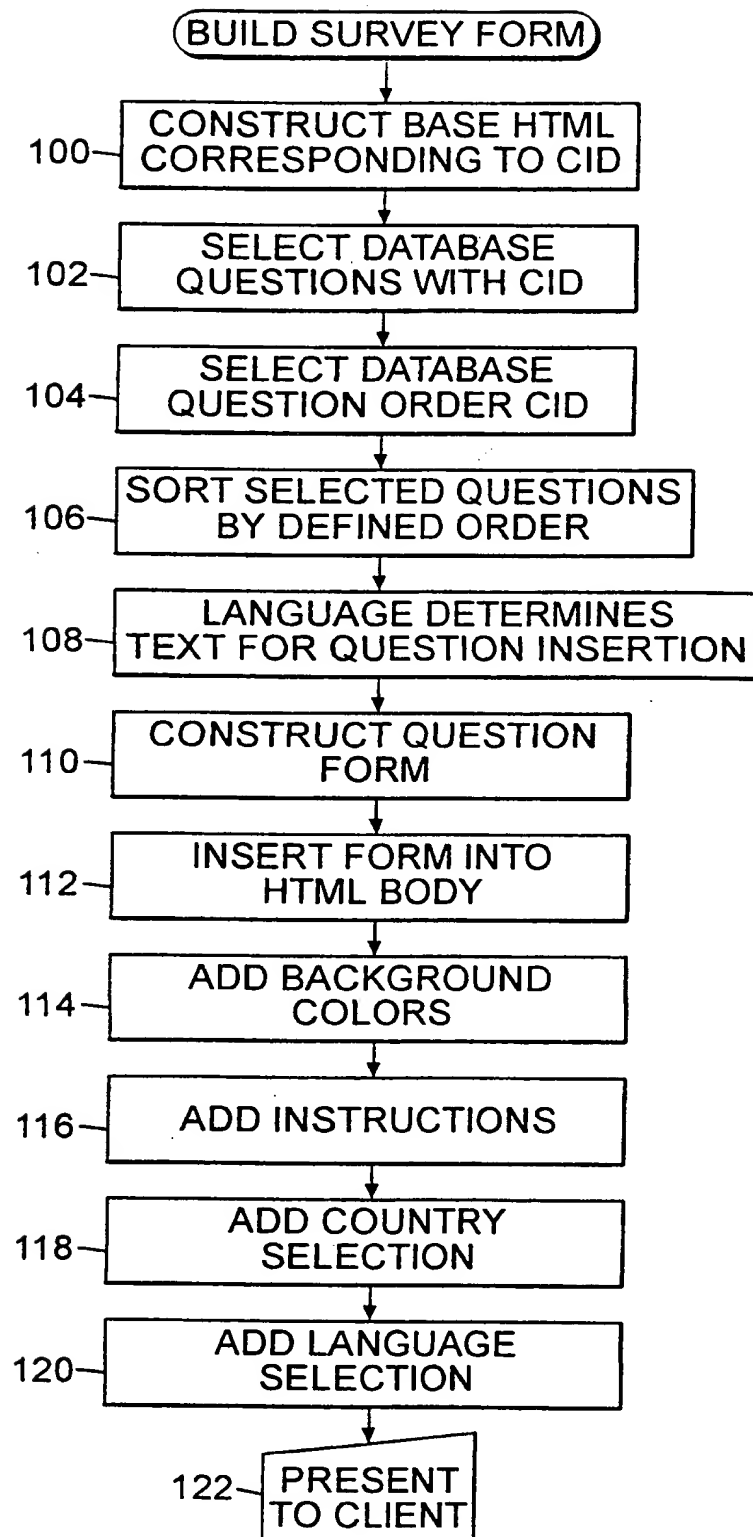 BUILD SURVEY FORM
100
CONSTRUCT BASE HTML
CORRESPONDING TO CID
102
SELECT DATABASE
QUESTIONS WITH CID
104
SELECT DATABASE
QUESTION ORDER CID
106
SORT SELECTED QUESTIONS
BY DEFINED ORDER
108
LANGUAGE DETERMINES
TEXT FOR QUESTION INSERTION
110
CONSTRUCT QUESTION
FORM
112
INSERT FORM INTO
HTML BODY
114
ADD BACKGROUND
COLORS
116
ADD INSTRUCTIONS
118
ADD COUNTRY
SELECTION
120
ADD LANGUAGE
SELECTION
122
PRESENT
TO CLIENT